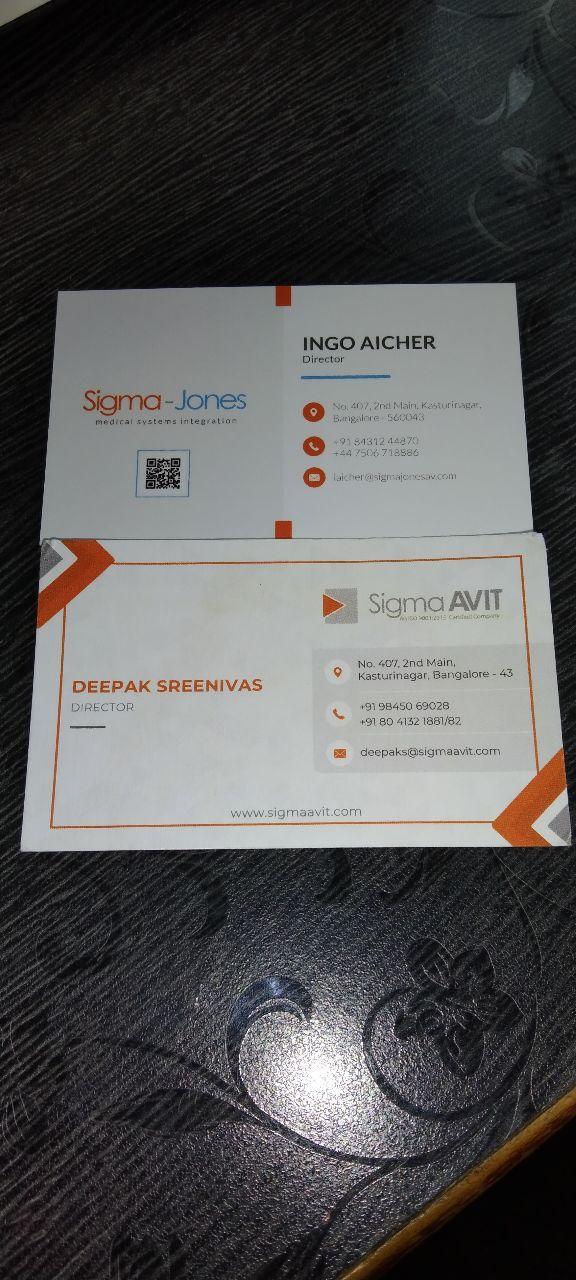 Sigma-Jones
medical systems integration
INGO AICHER
Director
No. 407, 2nd Main, Kasturinagar,
Bangalore - 560043
+91 84312 44870
+44 7506 718886
iaicher@sigmajonesav.com
Sigma AVIT
An ISO 9001:2015 Certified Company
DEEPAK SREENIVAS
DIRECTOR
No. 407, 2nd Main,
Kasturinagar, Bangalore - 43
+91 98450 69028
+91 80 4132 1881/82
deepaks@sigmaavit.com
www.sigmaavit.com